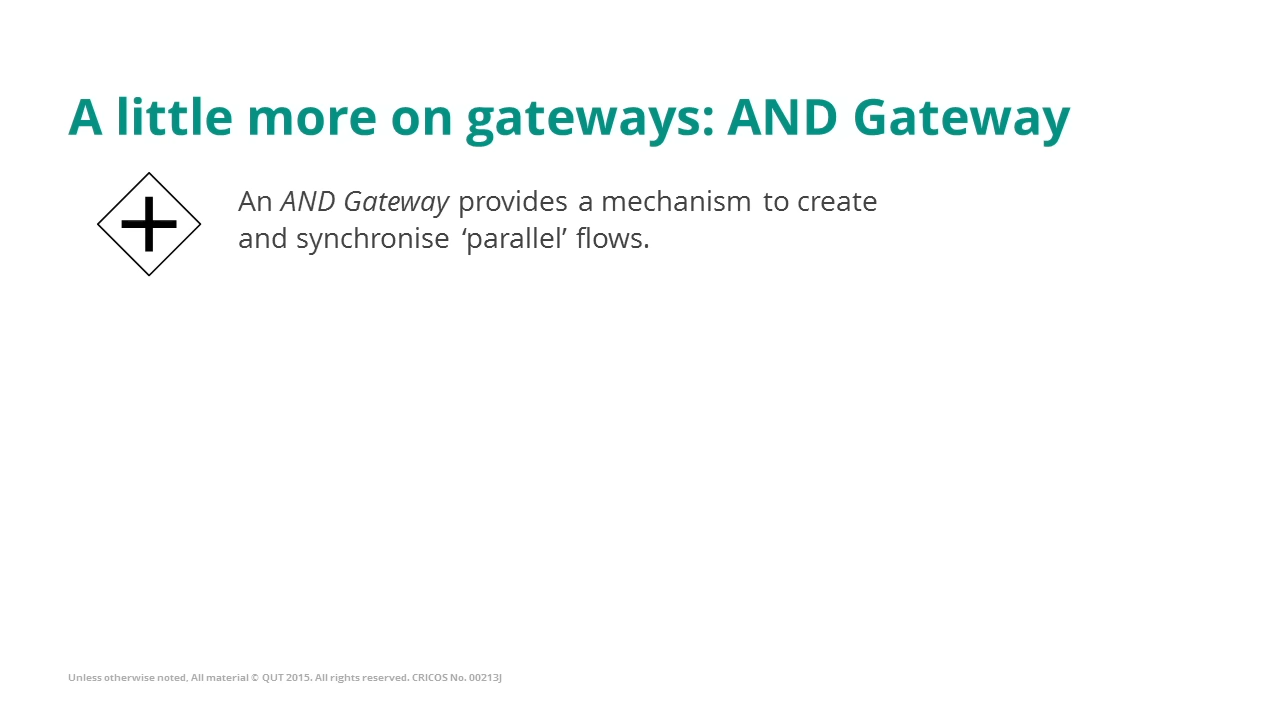 A little more on gateways: AND Gateway
An AND Gateway provides a mechanism to create
and synchronise ‘parallel’ flows.
Unless otherwise noted, All material © QUT 2015. All rights reserved. CRICOS No. 00213J